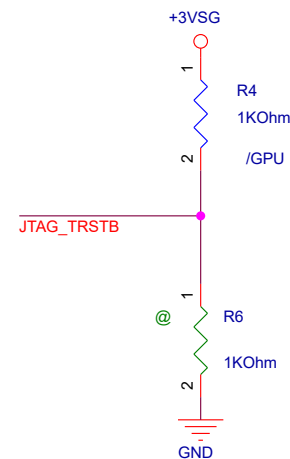 +3VSG
1
R4
1KOhm
2
/GPU
JTAG_TRSTB
1
@
R6
1KOhm
2
GND